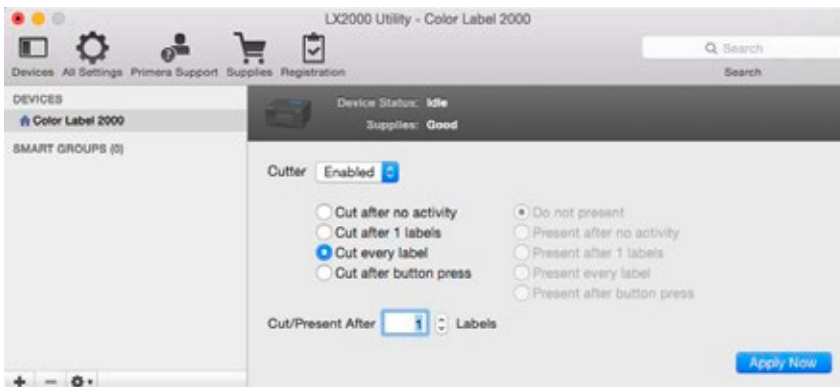 LX2000 Utility - Color Label 2000
Devices All Settings Primera Support Supplies Registration
Search
Search
DEVICES
Color Label 2000
SMART GROUPS (0)
Device Status: Idle
Supplies: Good
Cutter Enabled
Cut after no activity
Cut after 1 labels
Cut every label
Cut after button press
Do not present
Present after no activity
Present after 1 labels
Present every label
Present after button press
Cut/Present After 1 Labels
Apply Now